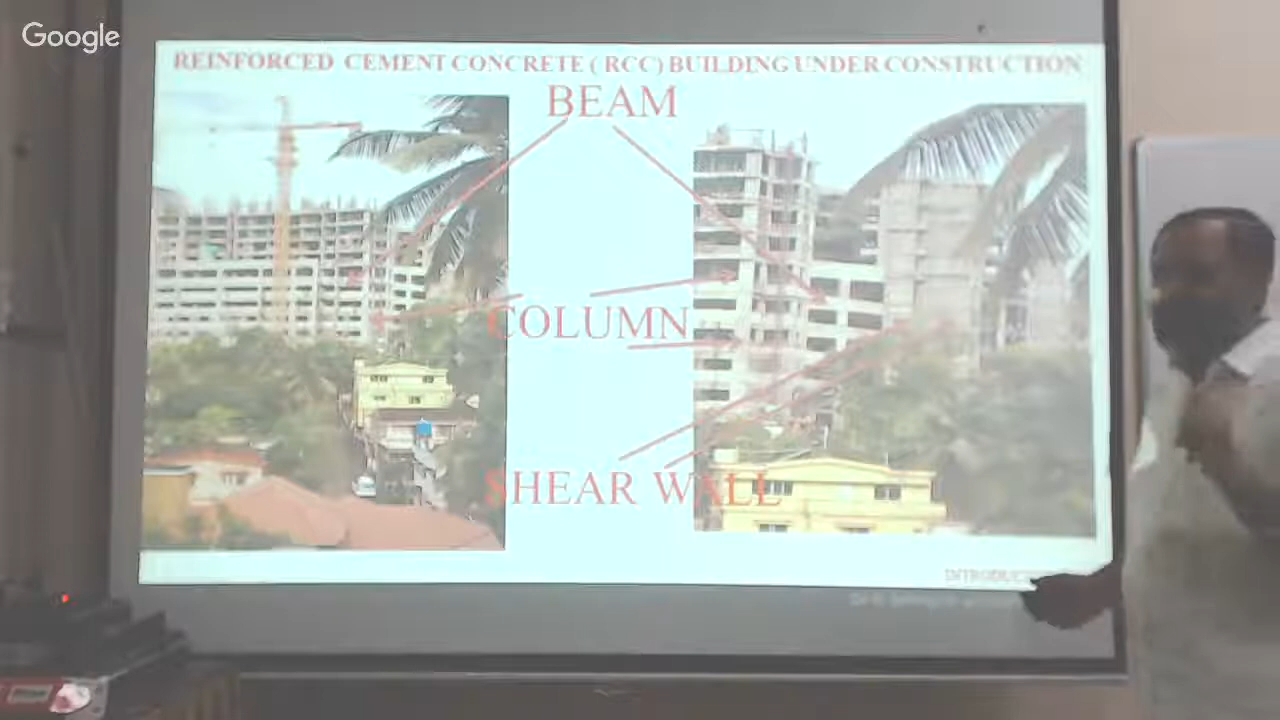 Google
REINFORCED CEMENT CONCRETE ( RCC) BUILDING UNDER CONSTRUCTION
BEAM
COLUMN
SHEAR WALL